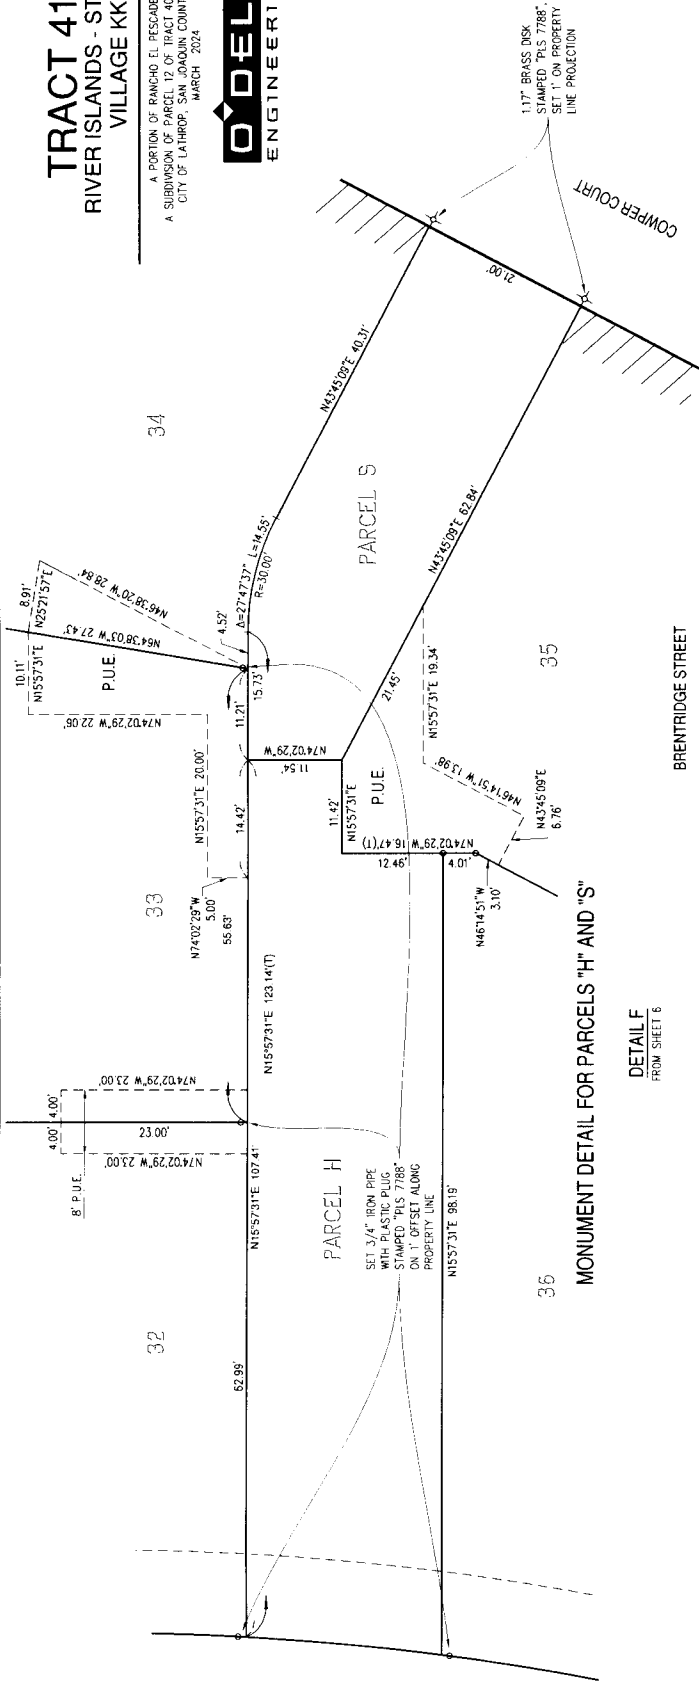 TRACT 41
RIVER ISLANDS - ST
VILLAGE KK
A PORTION OF RANCHO EL PESCADE
A SUBDIVISION OF PARCEL 12 OF TRACT 40
CITY OF LATHROP, SAN JOAQUIN COUNT
MARCH 2024
O'DEL
ENGINEERI
1.17" BRASS DISK
STAMPED "PLS 7788".
SET 1' ON PROPERTY
LINE PROJECTION
COWPER COURT
21.00'
34
N43°45'09"E 40.31'
Δ=27°47'37" L=14.55'
R=30.00'
4.52'
15.73'
11.21'
PARCEL S
N43°45'09"E 62.84'
21.45'
8.91'
N25°21'57"E
N46°38'20"W 28.84'
N64°38'03"W 27.43'
10.11'
N15°57'31"E
P.U.E.
N74°02'29"W 22.06'
N15°57'31"E 20.00'
14.42'
N74°02'29"W
11.54'
11.42'
N15°57'31"E
P.U.E.
N15°57'31"E 19.34'
35
N46°14'51"W 13.98'
N43°45'09"E
6.76'
N74°02'29"W 16.47'(T)
12.46'
4.01'
N46°14'51"W
3.10'
N74°02'29"W
5.00'
55.63'
33
N15°57'31"E 123.14'(T)
N74°02'29"W 23.00'
4.00'
4.00'
23.00'
N74°02'29"W 23.00'
8' P.U.E.
N15°57'31"E 107.41'
PARCEL H
SET 3/4" IRON PIPE
WITH PLASTIC PLUG
STAMPED "PLS 7788"
ON 1' OFFSET ALONG
PROPERTY LINE
N15°57'31"E 98.19'
32
62.99'
36
BRENTRIDGE STREET
MONUMENT DETAIL FOR PARCELS "H" AND "S"
DETAIL F
FROM SHEET 6